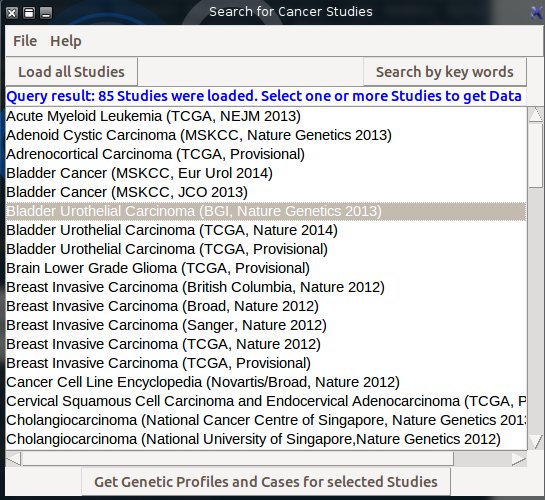 Search for Cancer Studies
File Help
Load all Studies Search by key words
Query result: 85 Studies were loaded. Select one or more Studies to get Data
Acute Myeloid Leukemia (TCGA, NEJM 2013)
Adenoid Cystic Carcinoma (MSKCC, Nature Genetics 2013)
Adrenocortical Carcinoma (TCGA, Provisional)
Bladder Cancer (MSKCC, Eur Urol 2014)
Bladder Cancer (MSKCC, JCO 2013)
Bladder Urothelial Carcinoma (BGI, Nature Genetics 2013)
Bladder Urothelial Carcinoma (TCGA, Nature 2014)
Bladder Urothelial Carcinoma (TCGA, Provisional)
Brain Lower Grade Glioma (TCGA, Provisional)
Breast Invasive Carcinoma (British Columbia, Nature 2012)
Breast Invasive Carcinoma (Broad, Nature 2012)
Breast Invasive Carcinoma (Sanger, Nature 2012)
Breast Invasive Carcinoma (TCGA, Nature 2012)
Breast Invasive Carcinoma (TCGA, Provisional)
Cancer Cell Line Encyclopedia (Novartis/Broad, Nature 2012)
Cervical Squamous Cell Carcinoma and Endocervical Adenocarcinoma (TCGA, P
Cholangiocarcinoma (National Cancer Centre of Singapore, Nature Genetics 2013
Cholangiocarcinoma (National University of Singapore,Nature Genetics 2012)
Get Genetic Profiles and Cases for selected Studies